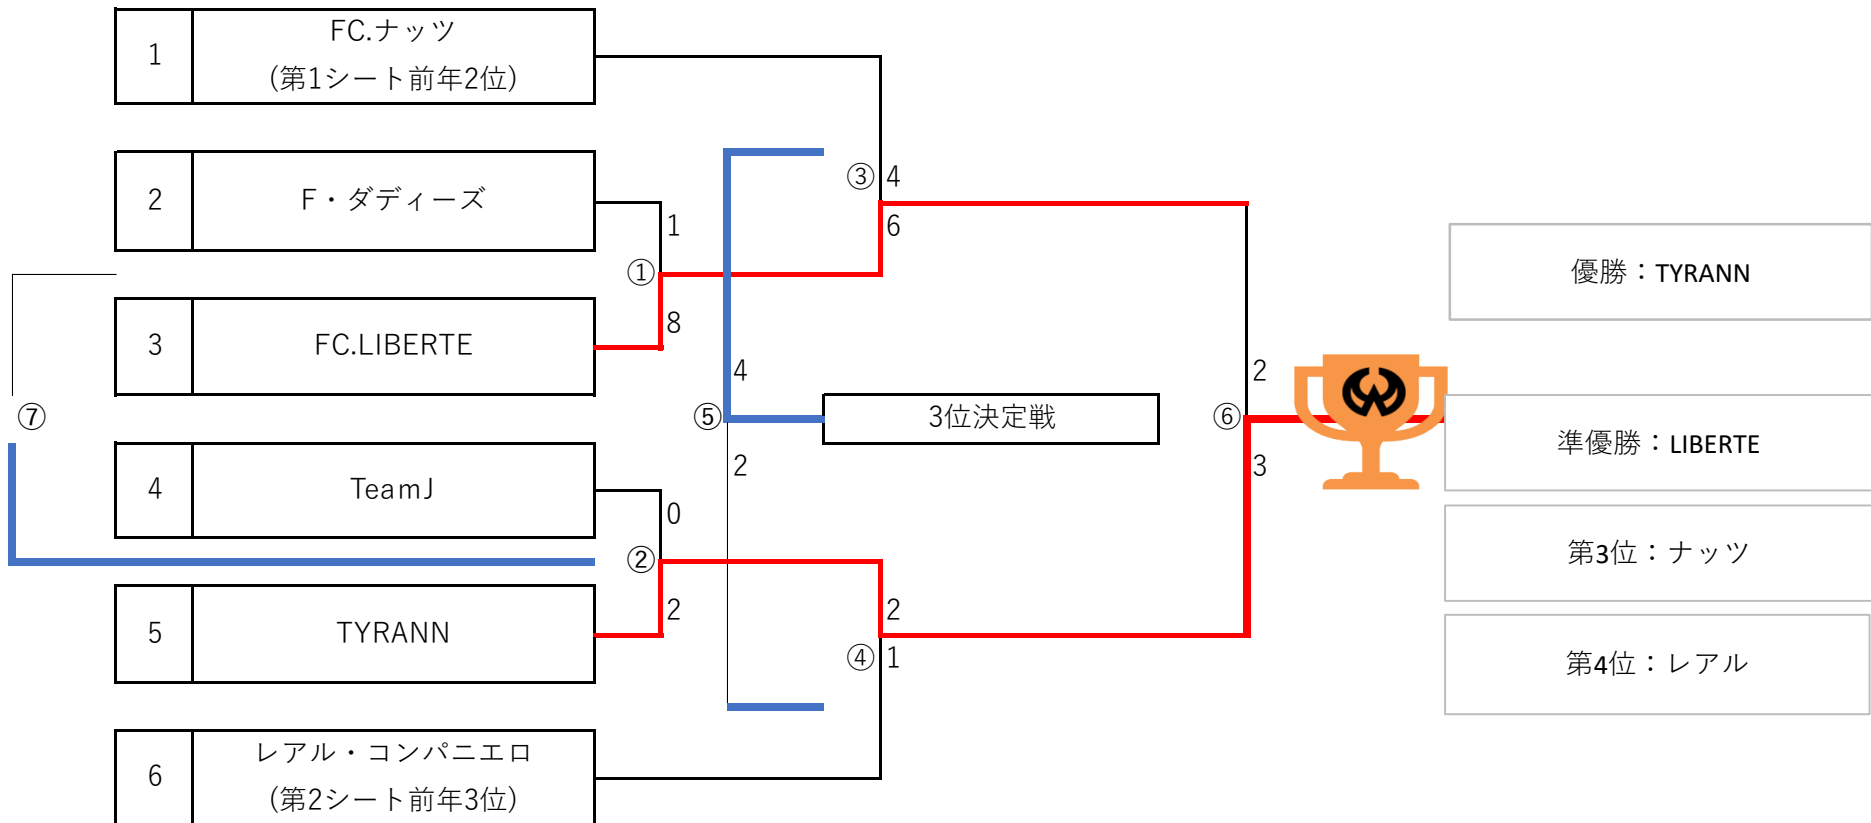 1
FC.ナッツ
(第1シート前年2位)
2
F・ダディーズ
3
FC.LIBERTE
4
TeamJ
5
TYRANN
6
レアル・コンパニエロ
(第2シート前年3位)
⑦
1
①
8
0
②
2
③
4
6
4
⑤
2
3位決定戦
2
④
1
2
⑥
3
優勝：TYRANN
準優勝：LIBERTE
第3位：ナッツ
第4位：レアル